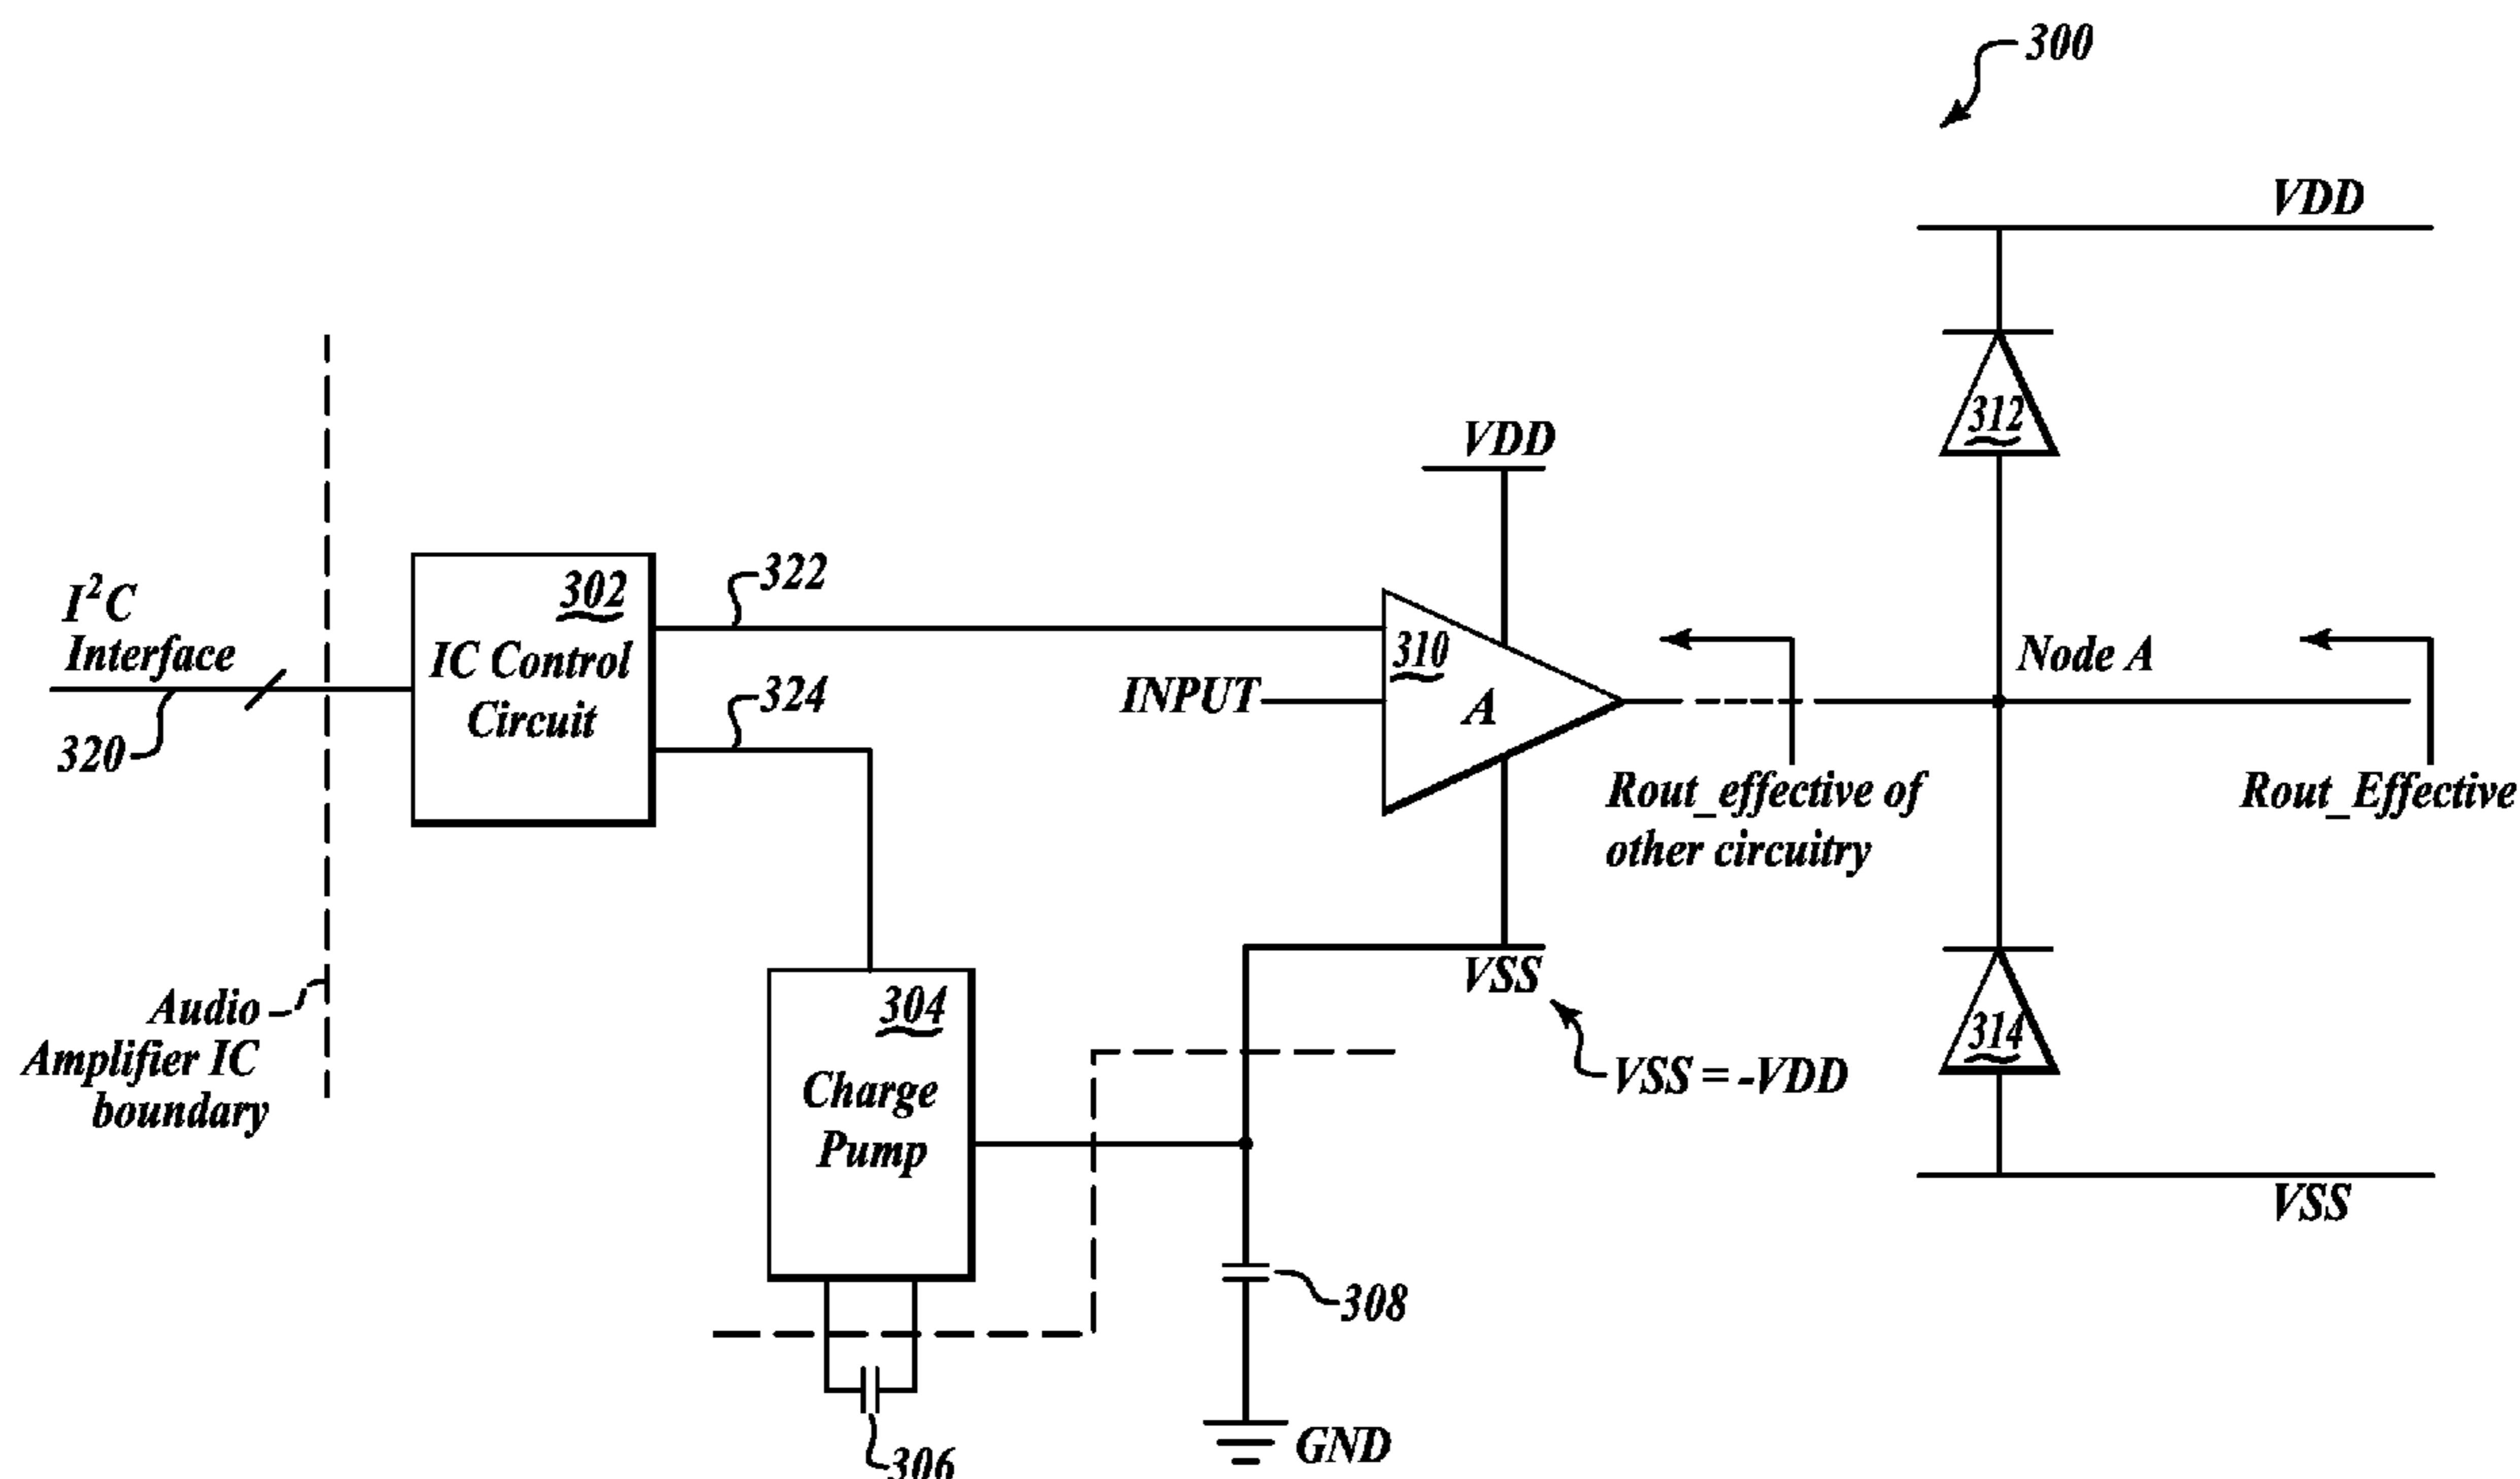 300
VDD
312
VDD
322
I²C
Interface
302
IC Control
Circuit
310
Node A
324
INPUT
A
320
Rout_effective of
other circuitry
Rout_Effective
VSS
304
Audio
Amplifier IC
boundary
314
VSS = -VDD
Charge
Pump
VSS
308
GND
306